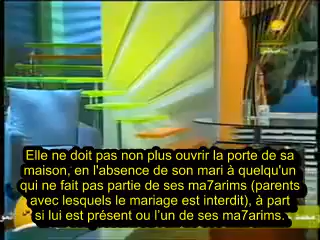 Elle ne doit pas non plus ouvrir la porte de sa
maison, en l'absence de son mari à quelqu'un
qui ne fait pas partie de ses ma7arims (parents
avec lesquels le mariage est interdit), à part
si lui est présent ou l'un de ses ma7arims.